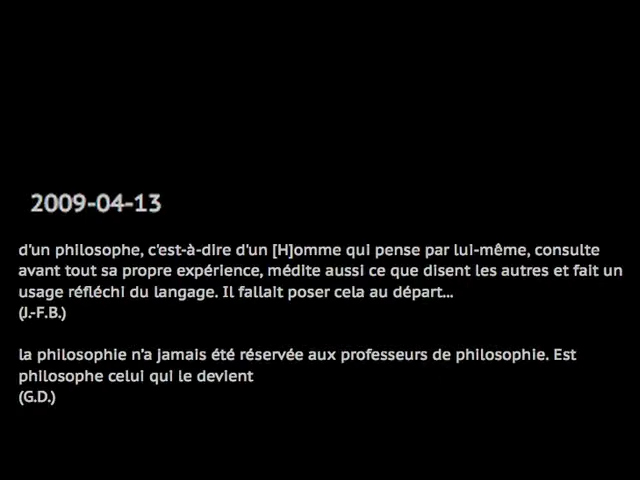 2009-04-13
d'un philosophe, c'est-à-dire d'un [H]omme qui pense par lui-même, consulte
avant tout sa propre expérience, médite aussi ce que disent les autres et fait un
usage réfléchi du langage. Il fallait poser cela au départ...
(J.-F.B.)
la philosophie n'a jamais été réservée aux professeurs de philosophie. Est
philosophe celui qui le devient
(G.D.)